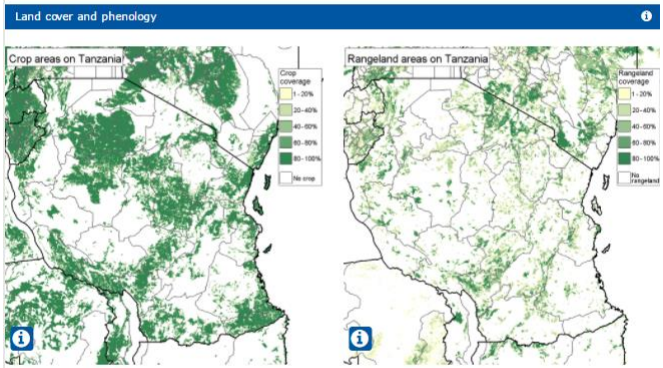 Land cover and phenology
Crop areas on Tanzania
Crop
coverage
1 - 20%
20 - 40%
40 - 60%
60 - 80%
80 - 100%
No crop
Rangeland areas on Tanzania
Rangeland
coverage
1 - 20%
20 - 40%
40 - 60%
60 - 80%
80 - 100%
No
rangeland